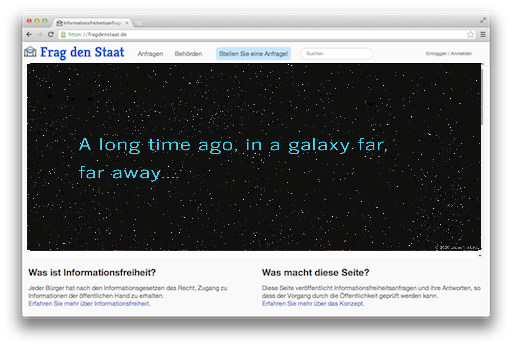 Informationsfreiheitsanfrage
https://fragdenstaat.de
Frag den Staat
Anfragen
Behörden
Stellen Sie eine Anfrage!
Suchen
Einloggen / Anmelden
A long time ago, in a galaxy far,
far away...
Was ist Informationsfreiheit?
Jeder Bürger hat nach den Informationsgesetzen das Recht, Zugang zu
Informationen der öffentlichen Hand zu erhalten.
Erfahren Sie mehr über Informationsfreiheit.
Was macht diese Seite?
Diese Seite veröffentlicht Informationsfreiheitsanfragen und ihre Antworten, so
dass der Vorgang durch die Öffentlichkeit geprüft werden kann.
Erfahren Sie mehr über das Konzept.